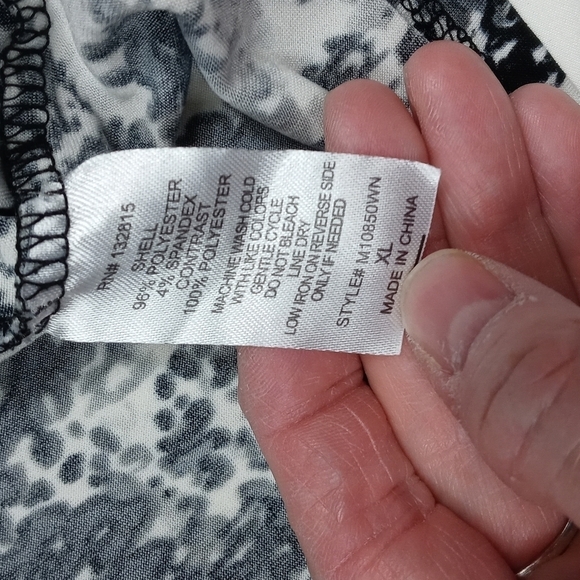 RN# 132815
SHELL
96% POLYESTER
4% SPANDEX
CONTRAST
100% POLYESTER
MACHINE WASH COLD
WITH LIKE COLORS
GENTLE CYCLE
DO NOT BLEACH
LINE DRY
LOW IRON ON REVERSE SIDE
ONLY IF NEEDED
STYLE# M10850WN
XL
MADE IN CHINA